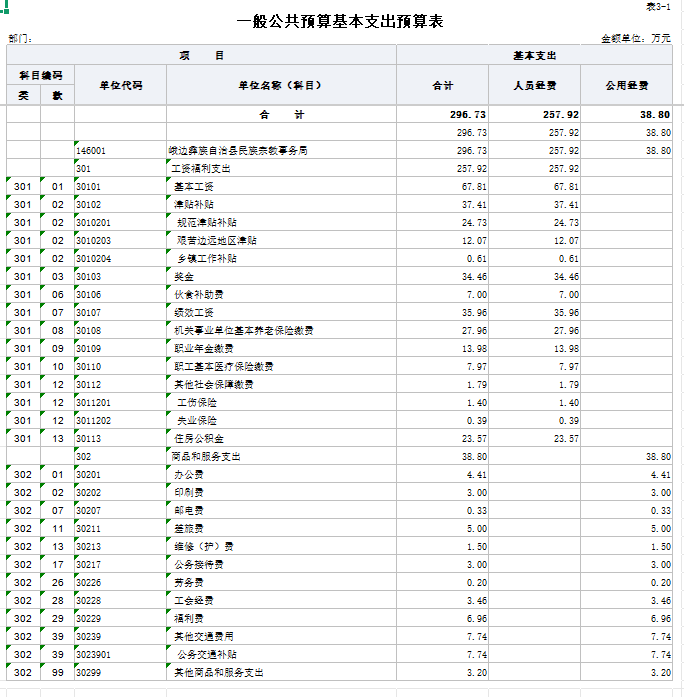 表3-1
一般公共预算基本支出预算表
部门: 金额单位: 万元
项 目 基本支出
科目编码 单位代码 单位名称（科目） 合计 人员经费 公用经费
类 款
合 计 296.73 257.92 38.80
296.73 257.92 38.80
146001 峨边彝族自治县民族宗教事务局 296.73 257.92 38.80
301 工资福利支出 257.92 257.92
301 01 30101 基本工资 67.81 67.81
301 02 30102 津贴补贴 37.41 37.41
301 02 3010201 规范津贴补贴 24.73 24.73
301 02 3010203 艰苦边远地区津贴 12.07 12.07
301 02 3010204 乡镇工作补贴 0.61 0.61
301 03 30103 奖金 34.46 34.46
301 06 30106 伙食补助费 7.00 7.00
301 07 30107 绩效工资 35.96 35.96
301 08 30108 机关事业单位基本养老保险缴费 27.96 27.96
301 09 30109 职业年金缴费 13.98 13.98
301 10 30110 职工基本医疗保险缴费 7.97 7.97
301 12 30112 其他社会保障缴费 1.79 1.79
301 12 3011201 工伤保险 1.40 1.40
301 12 3011202 失业保险 0.39 0.39
301 13 30113 住房公积金 23.57 23.57
302 商品和服务支出 38.80 38.80
302 01 30201 办公费 4.41 4.41
302 02 30202 印刷费 3.00 3.00
302 07 30207 邮电费 0.33 0.33
302 11 30211 差旅费 5.00 5.00
302 13 30213 维修（护）费 1.50 1.50
302 17 30217 公务接待费 3.00 3.00
302 26 30226 劳务费 0.20 0.20
302 28 30228 工会经费 3.46 3.46
302 29 30229 福利费 6.96 6.96
302 39 30239 其他交通费用 7.74 7.74
302 39 3023901 公务交通补贴 7.74 7.74
302 99 30299 其他商品和服务支出 3.20 3.20